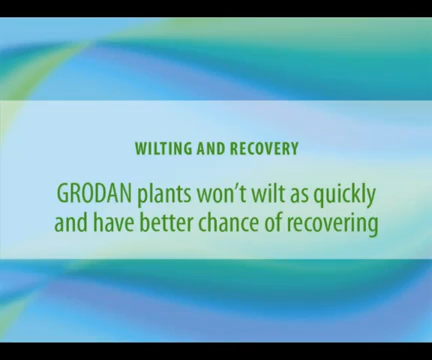 WILTING AND RECOVERY
GRODAN plants won’t wilt as quickly
and have better chance of recovering